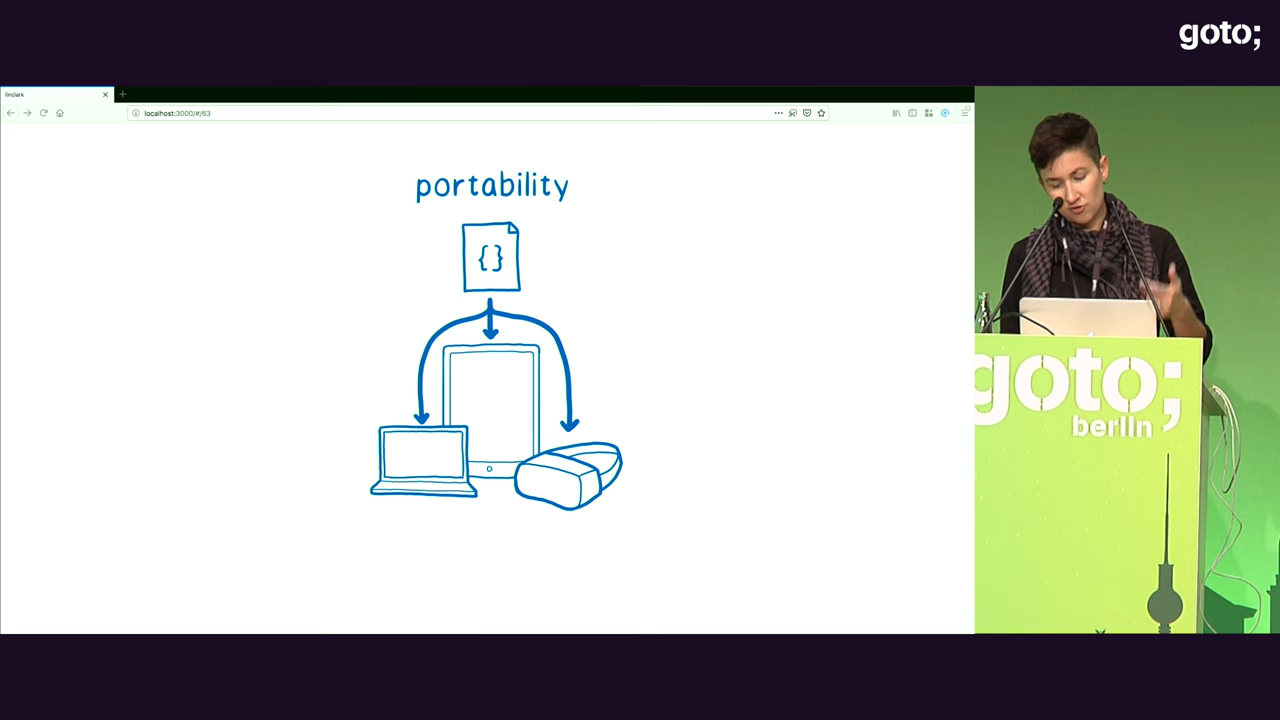 goto;
linclark
localhost:3000/#/63
portability
{}
goto;
berlin